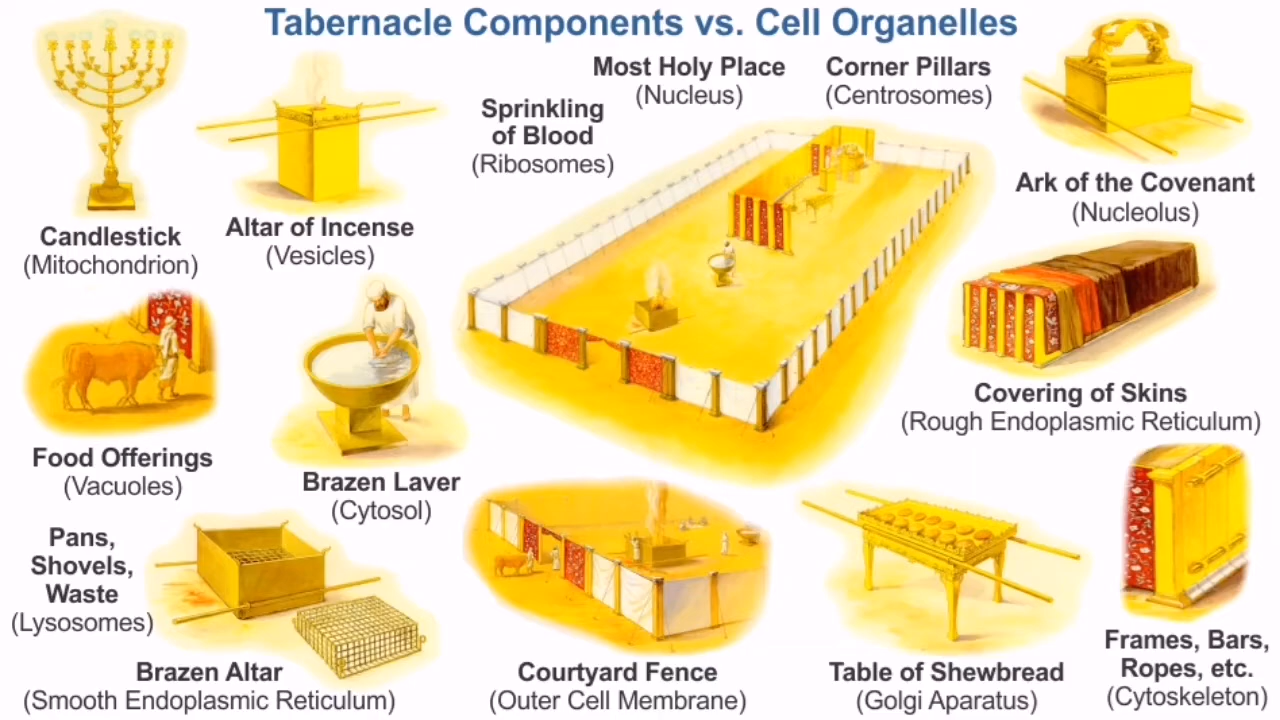 Tabernacle Components vs. Cell Organelles
Most Holy Place
(Nucleus)
Corner Pillars
(Centrosomes)
Sprinkling
of Blood
(Ribosomes)
Ark of the Covenant
(Nucleolus)
Candlestick
(Mitochondrion)
Altar of Incense
(Vesicles)
Covering of Skins
(Rough Endoplasmic Reticulum)
Food Offerings
(Vacuoles)
Brazen Laver
(Cytosol)
Pans,
Shovels,
Waste
(Lysosomes)
Brazen Altar
(Smooth Endoplasmic Reticulum)
Courtyard Fence
(Outer Cell Membrane)
Table of Shewbread
(Golgi Aparatus)
Frames, Bars,
Ropes, etc.
(Cytoskeleton)